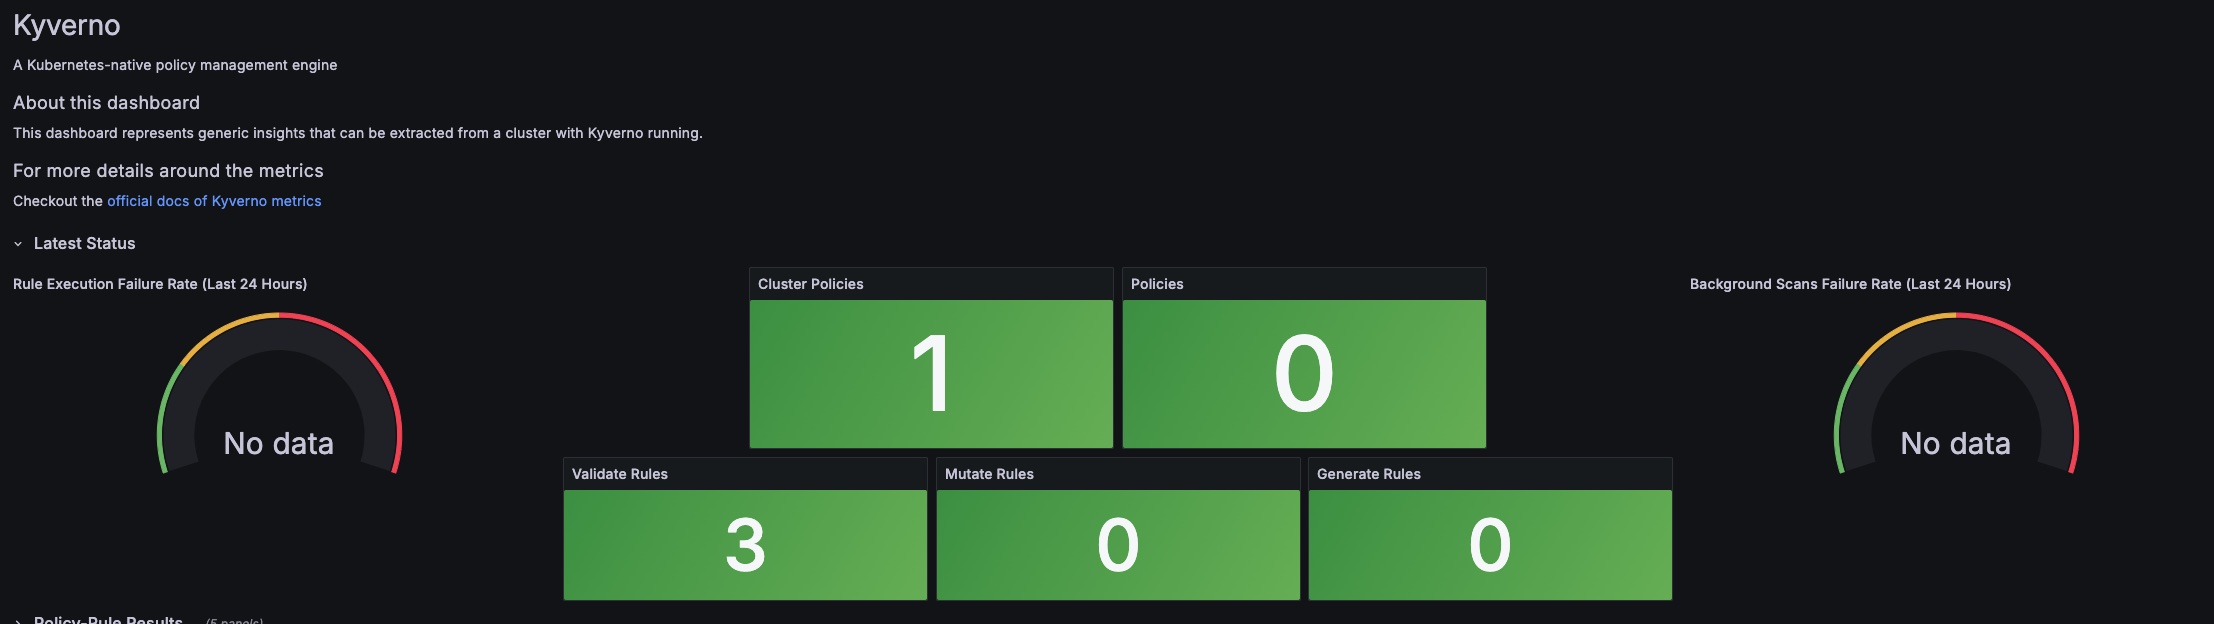 Kyverno
A Kubernetes-native policy management engine
About this dashboard
This dashboard represents generic insights that can be extracted from a cluster with Kyverno running.
For more details around the metrics
Checkout the official docs of Kyverno metrics
Latest Status
Rule Execution Failure Rate (Last 24 Hours)
No data
Cluster Policies
1
Policies
0
Validate Rules
3
Mutate Rules
0
Generate Rules
0
Background Scans Failure Rate (Last 24 Hours)
No data
Policy-Rule Results (5 panels)